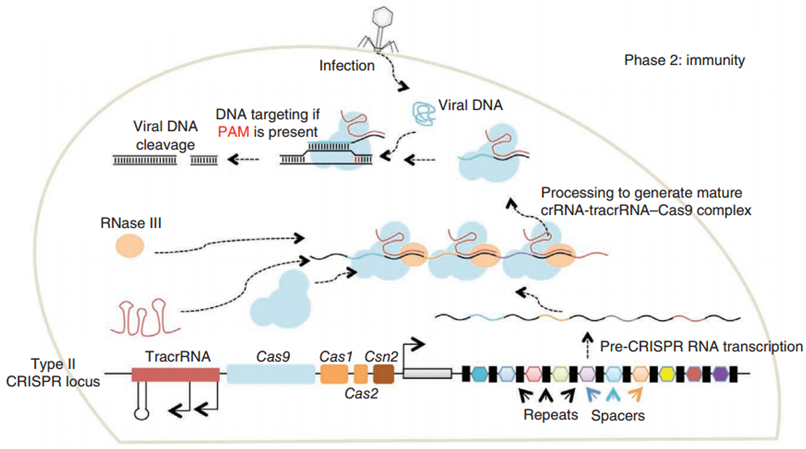 Phase 2: immunity
Infection
Viral DNA
DNA targeting if
PAM is present
Viral DNA
cleavage
Processing to generate mature
crRNA-tracrRNA–Cas9 complex
RNase III
Pre-CRISPR RNA transcription
Type II
CRISPR locus
TracrRNA
Cas9
Cas1
Csn2
Cas2
Repeats
Spacers